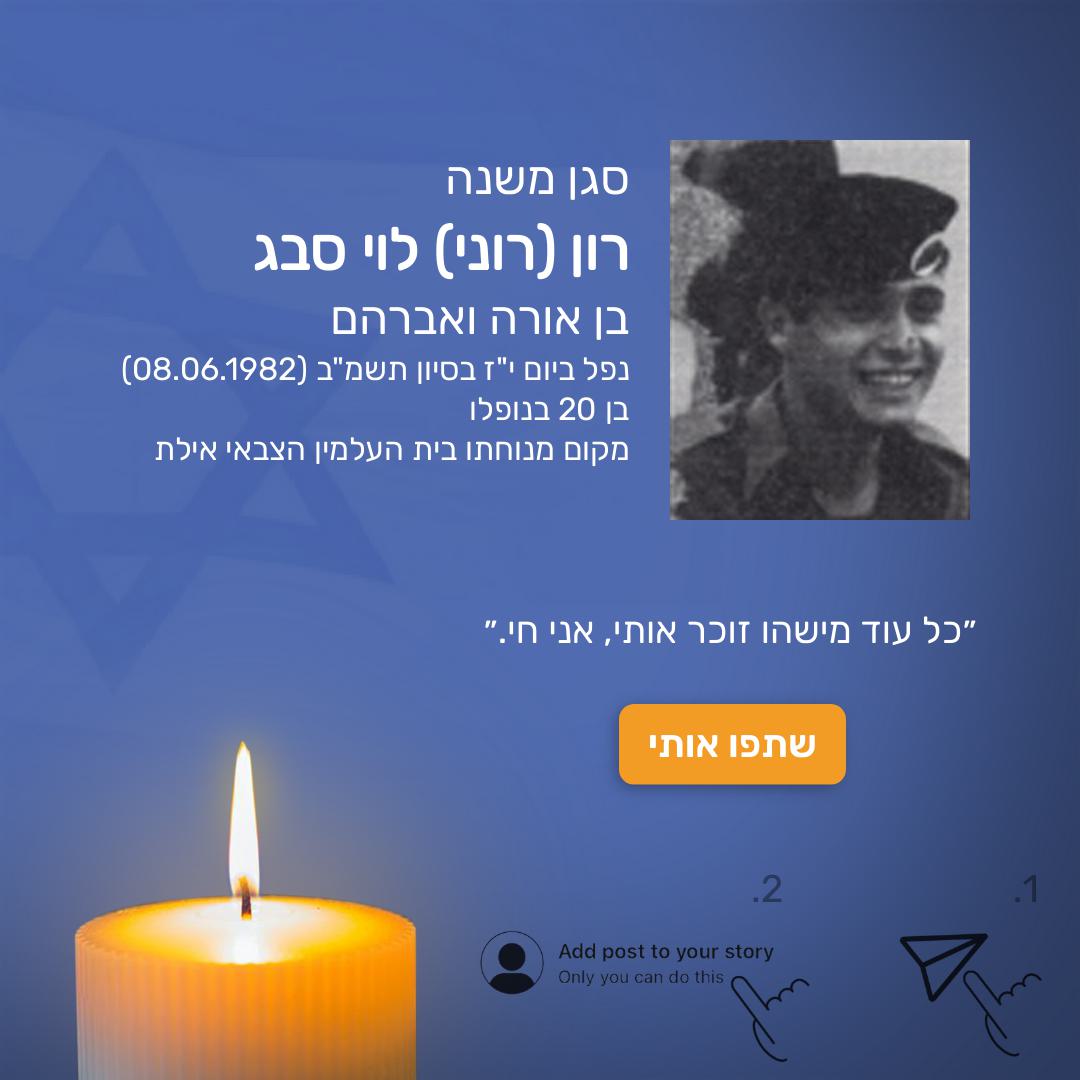 סגן משנה
רון (רוני) לוי סבג
בן אורה ואברהם
נפל ביום י"ז בסיון תשמ"ב (08.06.1982)
בן 20 בנופלו
מקום מנוחתו בית העלמין הצבאי אילת
״כל עוד מישהו זוכר אותי, אני חי.״
שתפו אותי
1.
2.
Add post to your story
Only you can do this